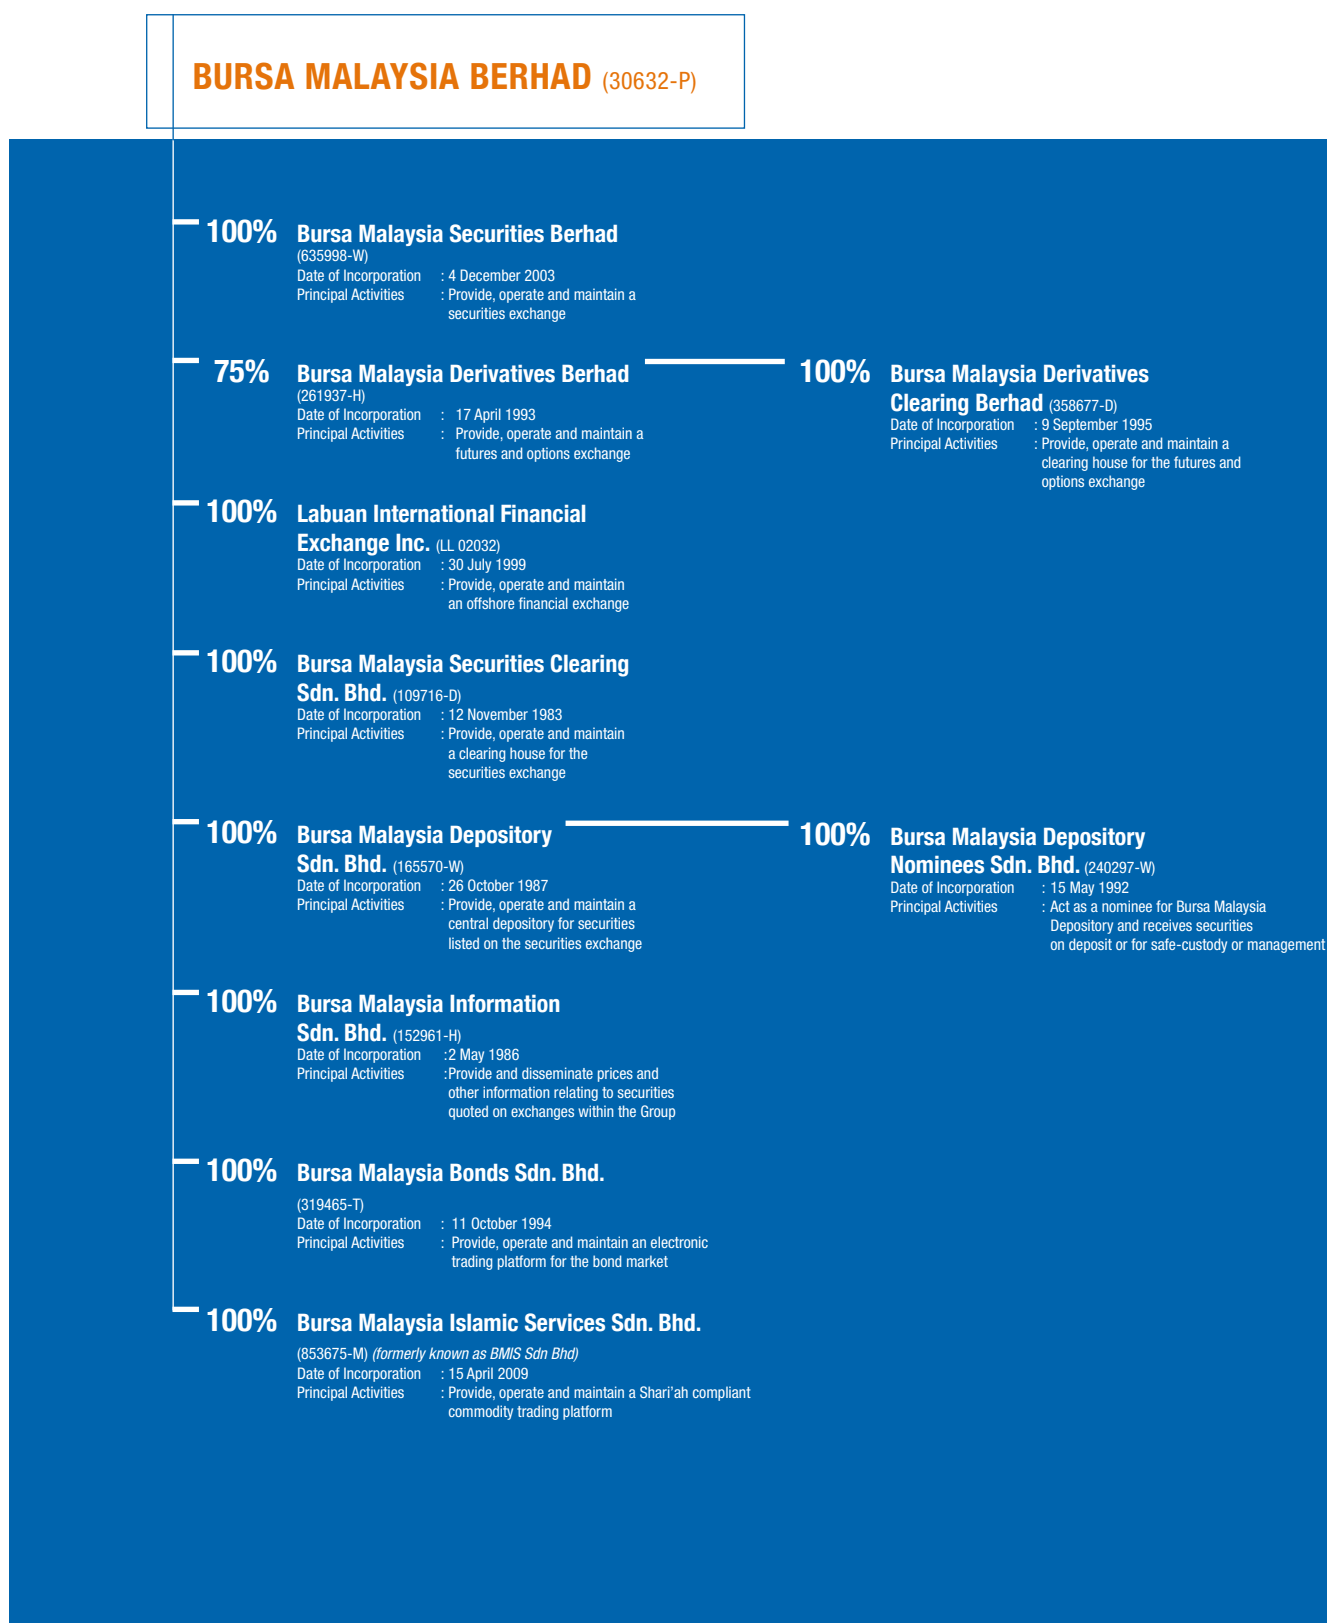 BURSA MALAYSIA BERHAD (30632-P)
100% Bursa Malaysia Securities Berhad
(635998-W)
Date of Incorporation : 4 December 2003
Principal Activities : Provide, operate and maintain a
securities exchange
75% Bursa Malaysia Derivatives Berhad
(261937-H)
Date of Incorporation : 17 April 1993
Principal Activities : Provide, operate and maintain a
futures and options exchange
100% Bursa Malaysia Derivatives
Clearing Berhad (358677-D)
Date of Incorporation : 9 September 1995
Principal Activities : Provide, operate and maintain a
clearing house for the futures and
options exchange
100% Labuan International Financial
Exchange Inc. (LL 02032)
Date of Incorporation : 30 July 1999
Principal Activities : Provide, operate and maintain
an offshore financial exchange
100% Bursa Malaysia Securities Clearing
Sdn. Bhd. (109716-D)
Date of Incorporation : 12 November 1983
Principal Activities : Provide, operate and maintain
a clearing house for the
securities exchange
100% Bursa Malaysia Depository
Sdn. Bhd. (165570-W)
Date of Incorporation : 26 October 1987
Principal Activities : Provide, operate and maintain a
central depository for securities
listed on the securities exchange
100% Bursa Malaysia Depository
Nominees Sdn. Bhd. (240297-W)
Date of Incorporation : 15 May 1992
Principal Activities : Act as a nominee for Bursa Malaysia
Depository and receives securities
on deposit or for safe-custody or management
100% Bursa Malaysia Information
Sdn. Bhd. (152961-H)
Date of Incorporation :2 May 1986
Principal Activities :Provide and disseminate prices and
other information relating to securities
quoted on exchanges within the Group
100% Bursa Malaysia Bonds Sdn. Bhd.
(319465-T)
Date of Incorporation : 11 October 1994
Principal Activities : Provide, operate and maintain an electronic
trading platform for the bond market
100% Bursa Malaysia Islamic Services Sdn. Bhd.
(853675-M) (formerly known as BMIS Sdn Bhd)
Date of Incorporation : 15 April 2009
Principal Activities : Provide, operate and maintain a Shari'ah compliant
commodity trading platform